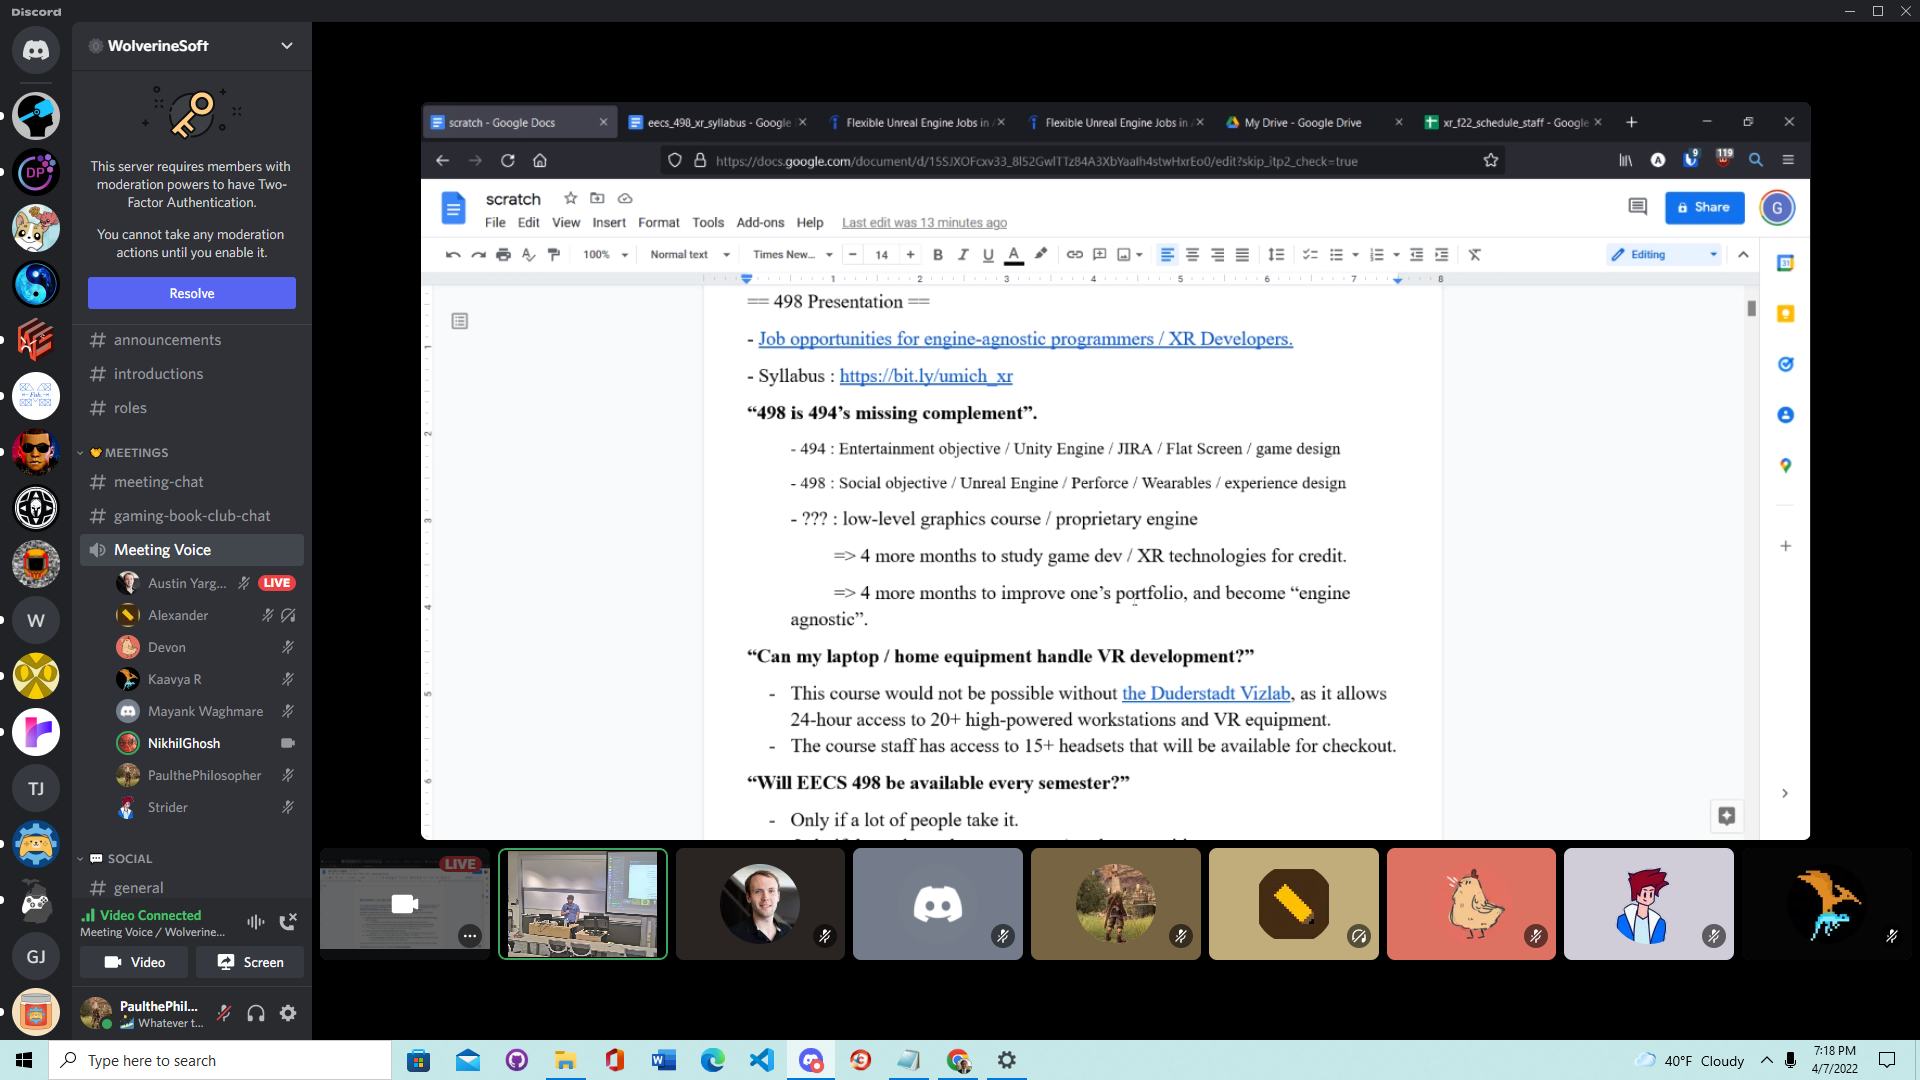 Discord
WolverineSoft
This server requires members with
moderation powers to have Two-
Factor Authentication.
You cannot take any moderation
actions until you enable it.
Resolve
# announcements
# introductions
# roles
MEETINGS
# meeting-chat
# gaming-book-club-chat
Meeting Voice
Austin Yarg... LIVE
Alexander
Devon
Kaavya R
Mayank Waghmare
NikhilGhosh
PaulthePhilosopher
Strider
SOCIAL
# general
Video Connected
Meeting Voice / Wolverine...
Video Screen
PaulthePhil...
Whatever t...
DP
W
TJ
GJ
scratch - Google Docs
eecs_498_xr_syllabus - Google
Flexible Unreal Engine Jobs in
Flexible Unreal Engine Jobs in
My Drive - Google Drive
xr_f22_schedule_staff - Google
https://docs.google.com/document/d/15SJXOFcxv33_8l52GwlTTz84A3XbYaaIh4stwHxrEo0/edit?skip_itp2_check=true
A 9 119
scratch
File Edit View Insert Format Tools Add-ons Help Last edit was 13 minutes ago
Share
G
100% Normal text Times New... 14 B I U A Editing
1 2 3 4 5 6 7 8
31
== 498 Presentation ==
- Job opportunities for engine-agnostic programmers / XR Developers.
- Syllabus : https://bit.ly/umich_xr
“498 is 494’s missing complement”.
- 494 : Entertainment objective / Unity Engine / JIRA / Flat Screen / game design
- 498 : Social objective / Unreal Engine / Perforce / Wearables / experience design
- ??? : low-level graphics course / proprietary engine
=> 4 more months to study game dev / XR technologies for credit.
=> 4 more months to improve one’s portfolio, and become “engine
agnostic”.
“Can my laptop / home equipment handle VR development?”
- This course would not be possible without the Duderstadt Vizlab, as it allows
24-hour access to 20+ high-powered workstations and VR equipment.
- The course staff has access to 15+ headsets that will be available for checkout.
“Will EECS 498 be available every semester?”
- Only if a lot of people take it.
LIVE
Type here to search
40°F Cloudy
7:18 PM
4/7/2022